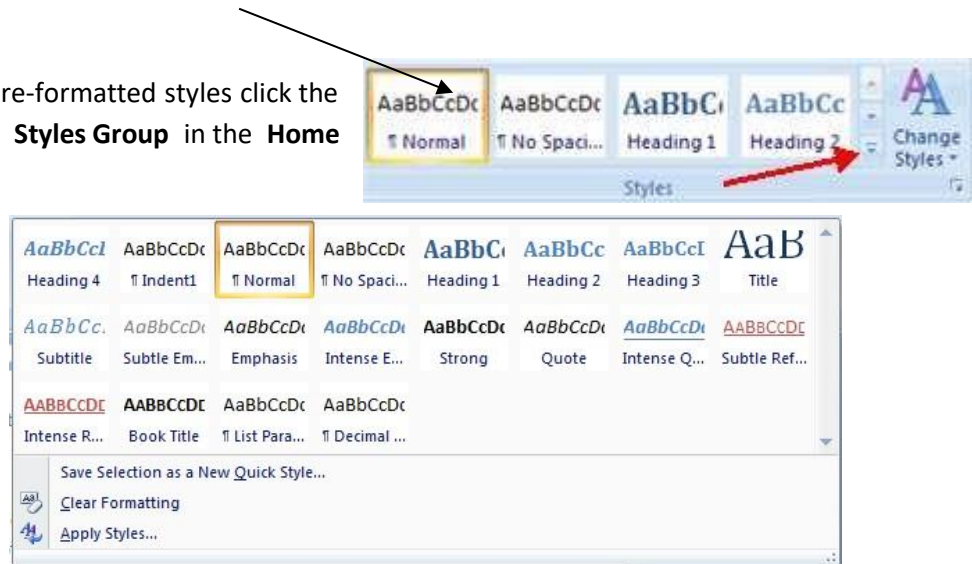 re-formatted styles click the
Styles Group in the Home
AaBbCcDc AaBbCcDc AaBbC AaBbCc
¶ Normal ¶ No Spaci... Heading 1 Heading 2 Change Styles
Styles
AaBbCcI AaBbCcDc AaBbCcDc AaBbCcDc AaBbC AaBbCc AaBbCcI AaB
Heading 4 ¶ Indent1 ¶ Normal ¶ No Spaci... Heading 1 Heading 2 Heading 3 Title
AaBbCc. AaBbCcDc AaBbCcDc AaBbCcDc AaBbCcDc AaBbCcDc AaBbCcDc AABBCCDE
Subtitle Subtle Em... Emphasis Intense E... Strong Quote Intense Q... Subtle Ref...
AABBCCDE AABBCCDE AaBbCcDc AaBbCcDc
Intense R... Book Title ¶ List Para... ¶ Decimal ...
Save Selection as a New Quick Style...
Clear Formatting
Apply Styles...